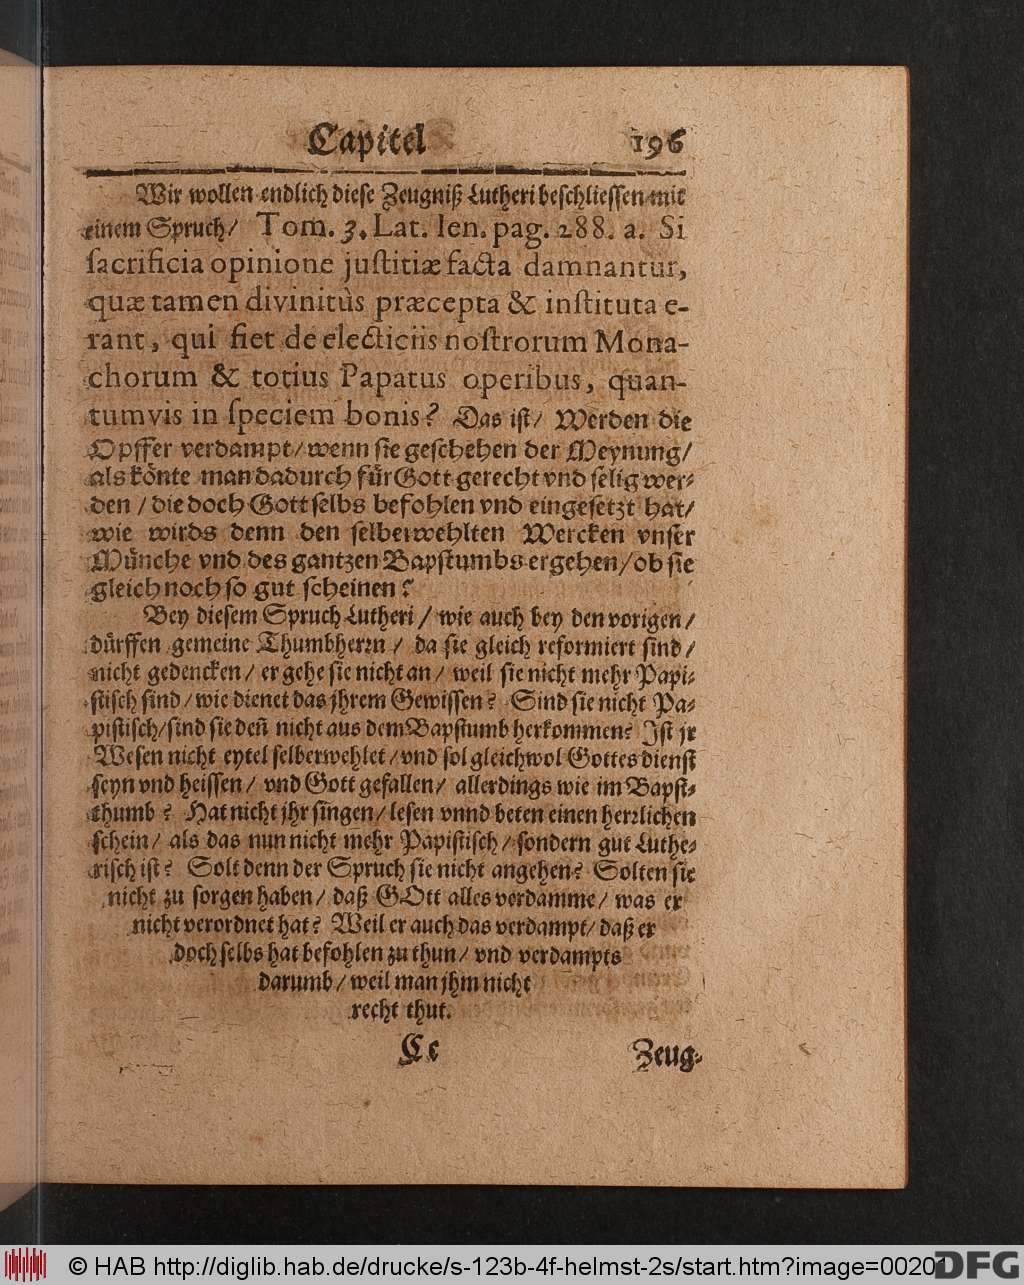 Capitel 196
Wir wollen endlich dieſe Zeugniß Lutheri beſchlieſſen mit
einem Spruch/ Tom. 3. Lat. Ien. pag. 288. a. Si
ſacrificia opinione juſtitiæ facta damnantur,
quæ tamen divinitùs præcepta & inſtituta e-
rant, qui fiet de electiciis noſtrorum Mona-
chorum & totius Papatus operibus, quan-
tumvis in ſpeciem bonis? Das iſt/ Werden die
Opffer verdampt/ wenn ſie geſchehen der Meynung/
als koͤnte man dadurch fuͤr Gott gerecht vnd ſelig wer-
den / die doch Gott ſelbs befohlen vnd eingeſetzt hat/
wie wirds denn den ſelberwehlten Wercken vnſer
Muͤnche vnd des gantzen Bapſtumbs ergehen/ ob ſie
gleich noch ſo gut ſcheinen?
Bey dieſem Spruch Lutheri / wie auch bey den vorigen /
duͤrffen gemeine Thumbherꝛn / da ſie gleich reformiert ſind /
nicht gedencken / er gehe ſie nicht an / weil ſie nicht mehr Papi-
ſtiſch ſind / wie dienet das jhrem Gewiſſen? Sind ſie nicht Pa-
piſtiſch/ ſind ſie deñ nicht aus dem Bapſtumb herkommen? Iſt jr
Weſen nicht eytel ſelberwehlet / vnd ſol gleichwol Gottes dienſt
ſeyn vnd heiſſen / vnd Gott gefallen / allerdings wie im Bapſt-
thumb? Hat nicht jhr ſingen / leſen vnnd beten einen herꝛlichen
ſchein / als das nun nicht mehr Papiſtiſch / ſondern gut Luthe-
riſch iſt? Solt denn der Spruch ſie nicht angehen? Solten ſie
nicht zu ſorgen haben / daß GOtt alles verdamme / was er
nicht verordnet hat? Weil er auch das verdampt / daß er
doch ſelbs hat befohlen zu thun / vnd verdampts
darumb / weil man jhm nicht
recht thut.
Cc Zeug-
© HAB http://diglib.hab.de/drucke/s-123b-4f-helmst-2s/start.htm?image=00207
DFG